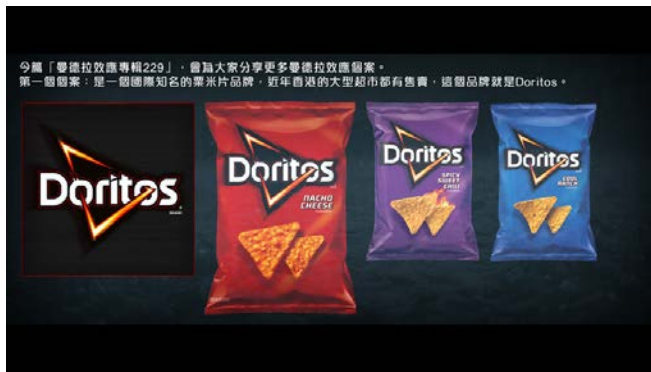 今篇「曼德拉效應專輯229」，會為大家分享更多曼德拉效應個案。
第一個個案：是一個國際知名的粟米片品牌，近年香港的大型超市都有售賣，這個品牌就是Doritos。
Doritos
Doritos
NACHO
CHEESE
Doritos
SPICY
SWEET
CHILI
Doritos
COOL
RANCH